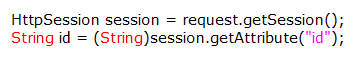 HttpSession session = request.getSession();
String id = (String)session.getAttribute("id");